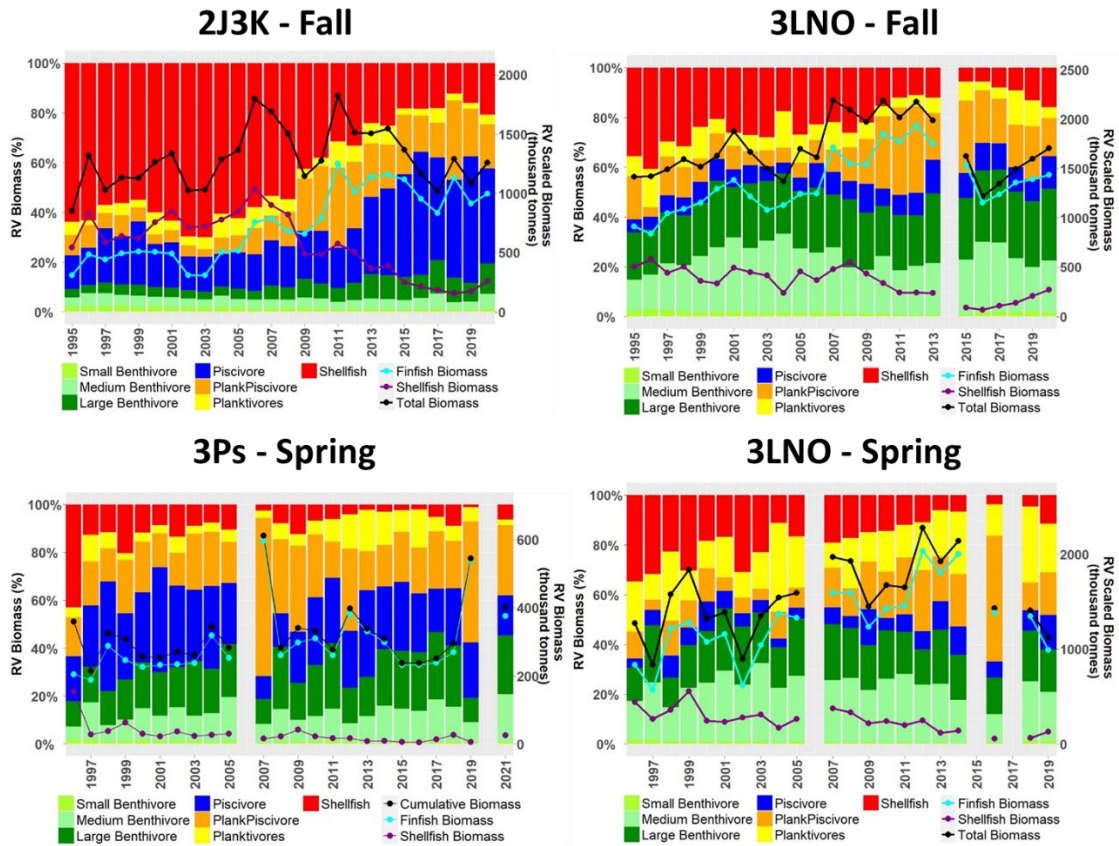 2J3K - Fall
100%
80%
60%
40%
20%
0%
RV Biomass (%)
2000
1500
1000
500
0
RV Scaled Biomass
(thousand tonnes)
1995
1997
1999
2001
2003
2005
2007
2009
2011
2013
2015
2017
2019
Small Benthivore
Medium Benthivore
Large Benthivore
Piscivore
PlankPiscivore
Planktivores
Shellfish
Finfish Biomass
Shellfish Biomass
Total Biomass
3LNO - Fall
100%
80%
60%
40%
20%
0%
RV Biomass (%)
2500
2000
1500
1000
500
0
RV Scaled Biomass
(thousand tonnes)
1995
1997
1999
2001
2003
2005
2007
2009
2011
2013
2015
2017
2019
Small Benthivore
Medium Benthivore
Large Benthivore
Piscivore
PlankPiscivore
Planktivores
Shellfish
Finfish Biomass
Shellfish Biomass
Total Biomass
3Ps - Spring
100%
80%
60%
40%
20%
0%
RV Biomass (%)
600
400
200
0
RV Biomass
(thousand tonnes)
1997
1999
2001
2003
2005
2007
2009
2011
2013
2015
2017
2019
2021
Small Benthivore
Medium Benthivore
Large Benthivore
Piscivore
PlankPiscivore
Planktivores
Shellfish
Cumulative Biomass
Finfish Biomass
Shellfish Biomass
3LNO - Spring
100%
80%
60%
40%
20%
0%
RV Biomass (%)
2000
1000
0
RV Scaled Biomass
(thousand tonnes)
1997
1999
2001
2003
2005
2007
2009
2011
2013
2015
2017
2019
Small Benthivore
Medium Benthivore
Large Benthivore
Piscivore
PlankPiscivore
Planktivores
Shellfish
Finfish Biomass
Shellfish Biomass
Total Biomass